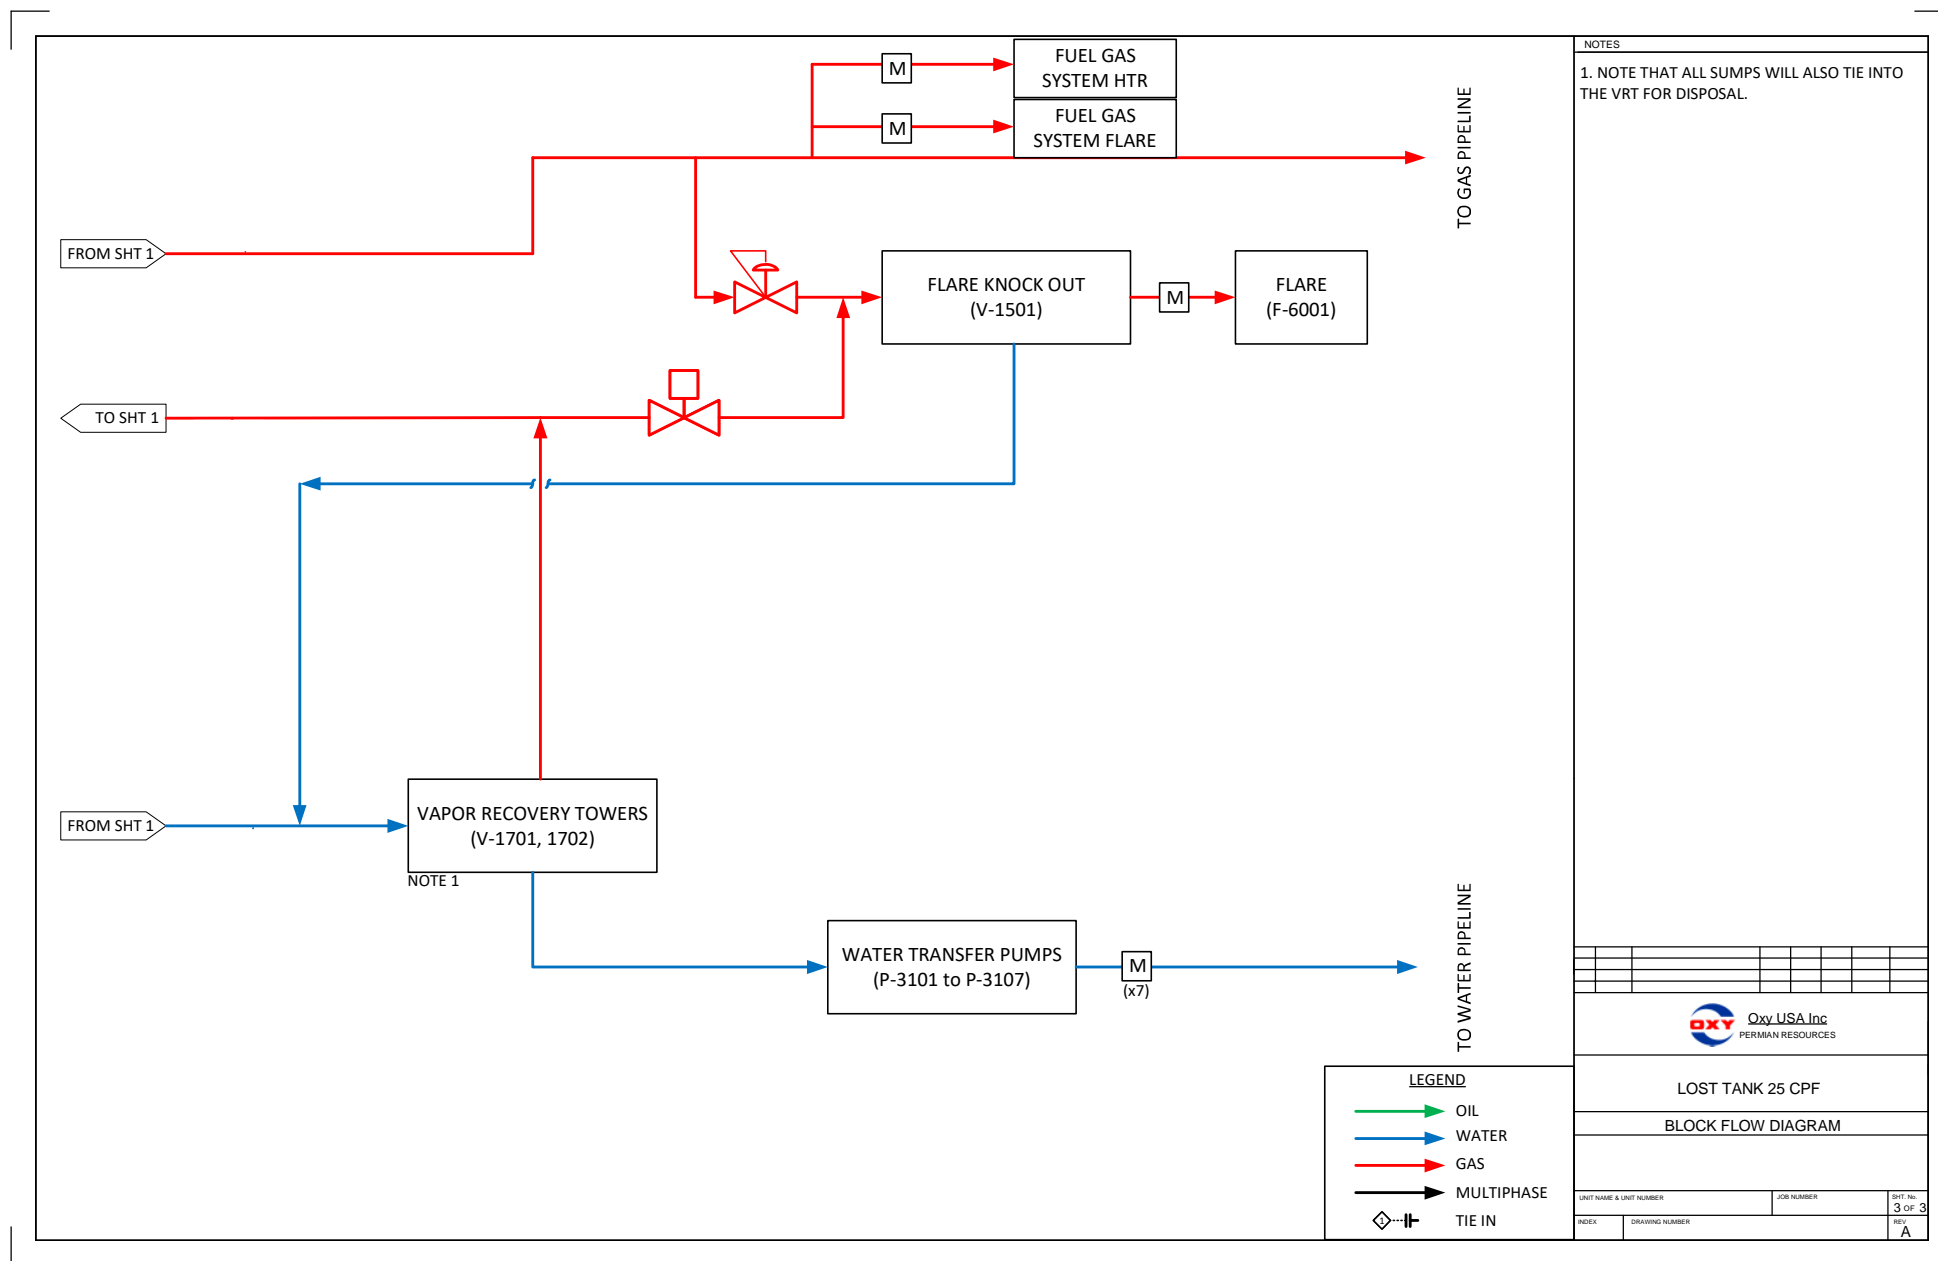 M
FUEL GAS
SYSTEM HTR
M
FUEL GAS
SYSTEM FLARE
TO GAS PIPELINE
FROM SHT 1
FLARE KNOCK OUT
(V-1501)
M
FLARE
(F-6001)
TO SHT 1
FROM SHT 1
VAPOR RECOVERY TOWERS
(V-1701, 1702)
NOTE 1
WATER TRANSFER PUMPS
(P-3101 to P-3107)
M
(x7)
TO WATER PIPELINE
LEGEND
OIL
WATER
GAS
MULTIPHASE
1
TIE IN
NOTES
1. NOTE THAT ALL SUMPS WILL ALSO TIE INTO
THE VRT FOR DISPOSAL.
OXY
Oxy USA Inc
PERMIAN RESOURCES
LOST TANK 25 CPF
BLOCK FLOW DIAGRAM
UNIT NAME & UNIT NUMBER
JOB NUMBER
SHT. No.
3 OF 3
INDEX
DRAWING NUMBER
REV
A